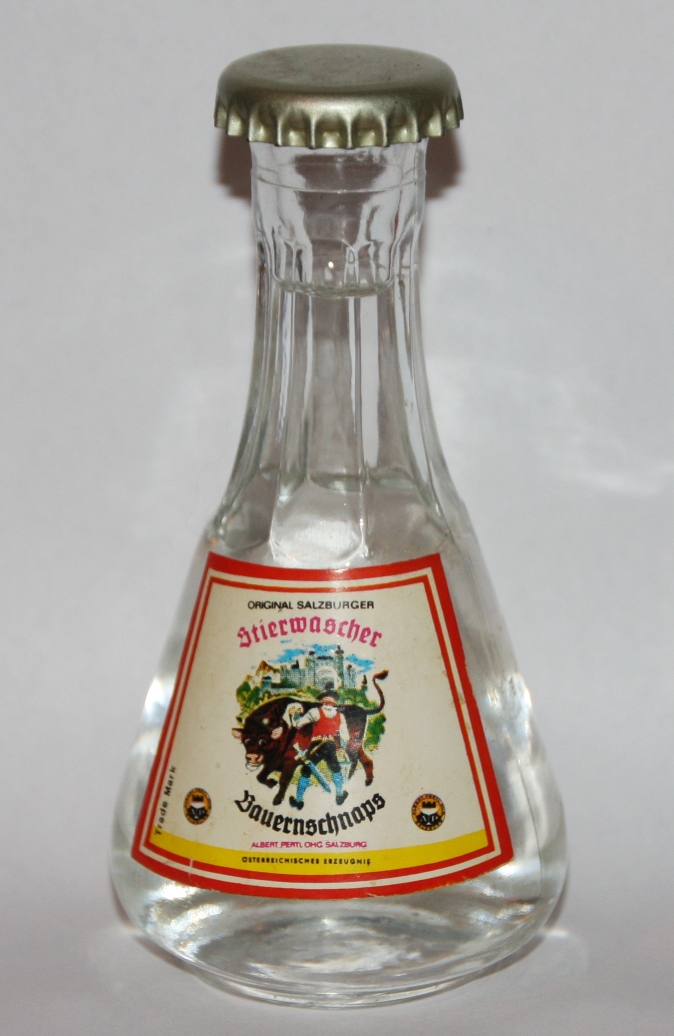 ORIGINAL SALZBURGER
Stierwascher
Bauernschnaps
Trade Mark
ALBERT PERTL OHG SALZBURG
ÖSTERREICHISCHES ERZEUGNIS